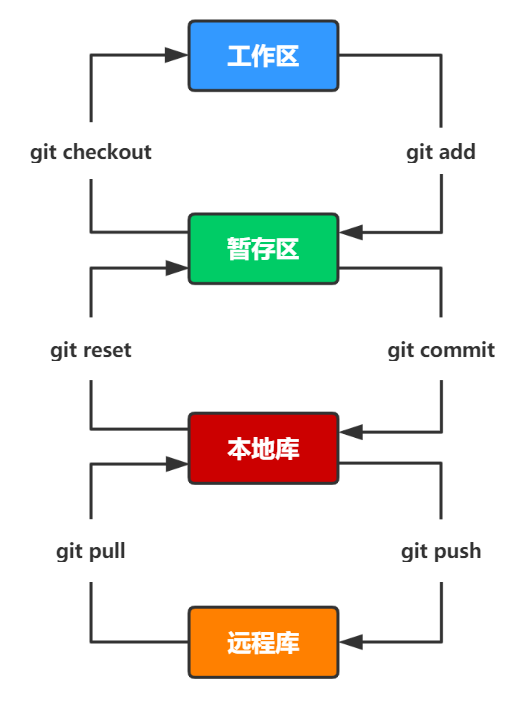 工作区
git checkout
git add
暂存区
git reset
git commit
本地库
git pull
git push
远程库